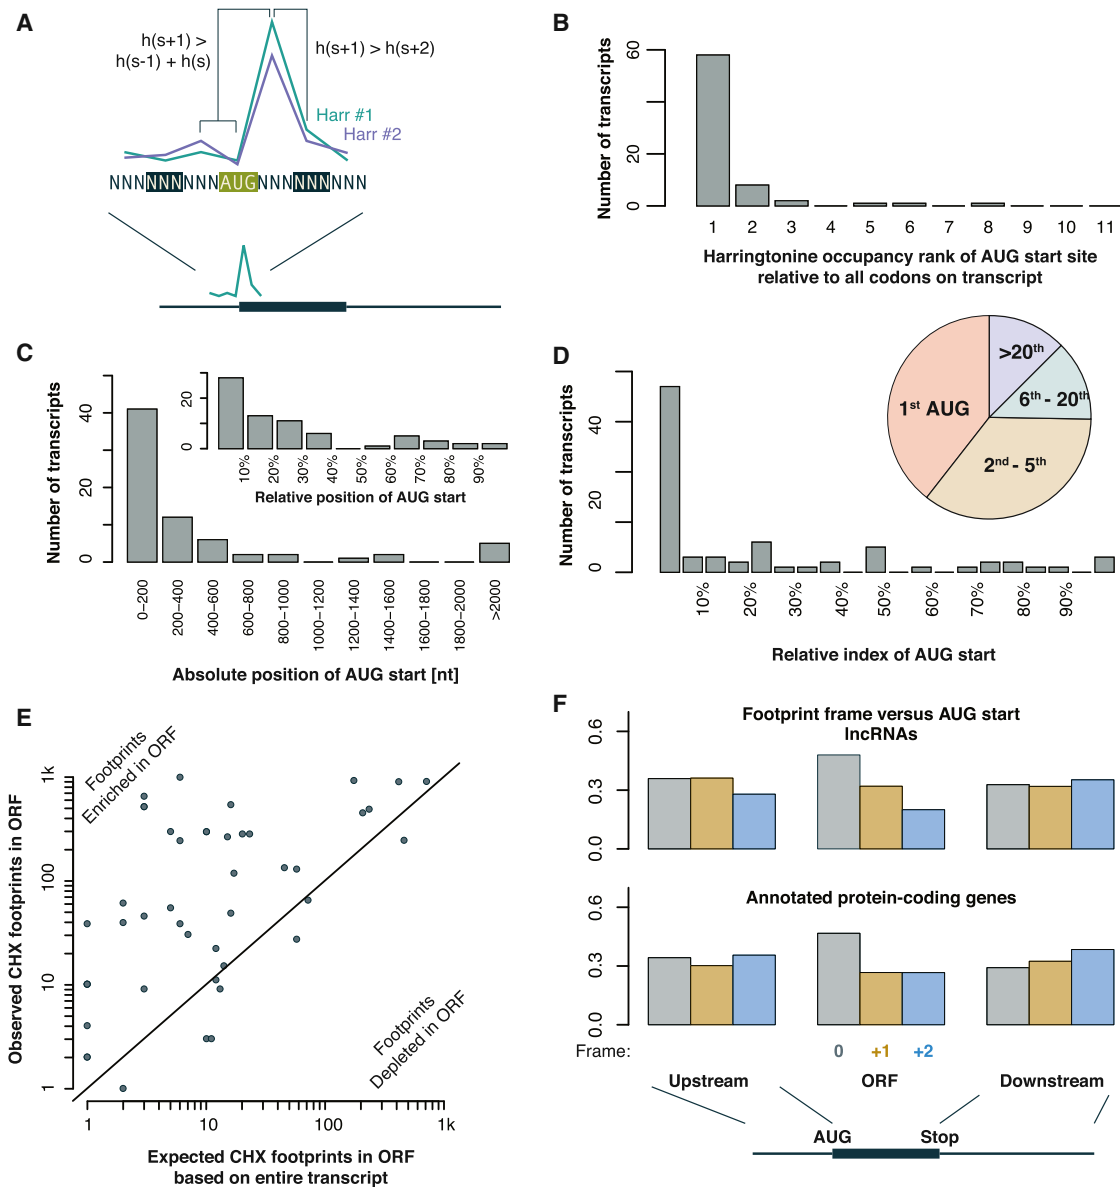 A
h(s+1) >
h(s-1) + h(s)
h(s+1) > h(s+2)
Harr #1
Harr #2
NNNNNNNNNAUGNNNNNNNNN
B
Number of transcripts
0
20
60
1 2 3 4 5 6 7 8 9 10 11
Harringtonine occupancy rank of AUG start site
relative to all codons on transcript
C
Number of transcripts
0
20
40
0–200
200–400
400–600
600–800
800–1000
1000–1200
1200–1400
1400–1600
1600–1800
1800–2000
>2000
Absolute position of AUG start [nt]
0
20
10% 20% 30% 40% 50% 60% 70% 80% 90%
Relative position of AUG start
D
Number of transcripts
0
20
40
10% 20% 30% 40% 50% 60% 70% 80% 90%
Relative index of AUG start
>20th
6th - 20th
2nd - 5th
1st AUG
E
Observed CHX footprints in ORF
1
10
100
1k
Footprints
Enriched in ORF
Footprints
Depleted in ORF
1 10 100 1k
Expected CHX footprints in ORF
based on entire transcript
F
Footprint frame versus AUG start
lncRNAs
0.0
0.3
0.6
Annotated protein-coding genes
0.0
0.3
0.6
Frame: 0 +1 +2
Upstream ORF Downstream
AUG Stop